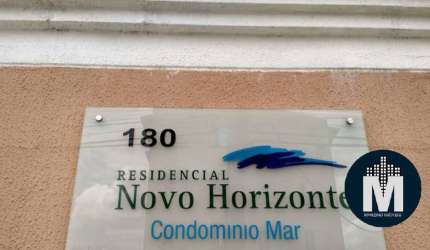 180
RESIDENCIAL
Novo Horizonte
Condominio Mar
M